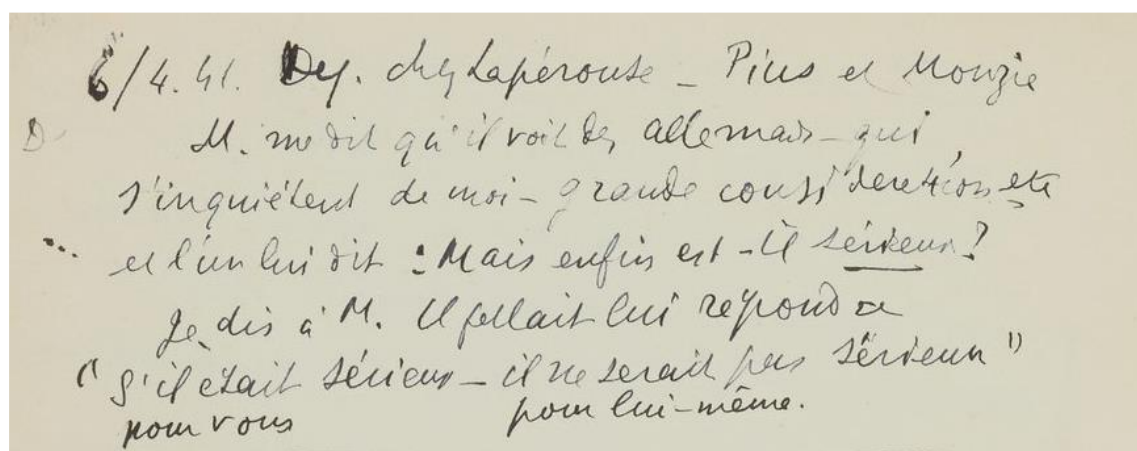 6/4.41. Dej. chez Lapérouse – Pius et Monzie
D
M. me dit qu'il voit des allemands – qui
s'inquiètent de moi – grande considération etc
... et l'un lui dit : Mais enfin est-il sérieux ?
Je dis à M. Il fallait lui répondre
" S'il était sérieux – il ne serait pas sérieux "
pour vous pour lui-même.